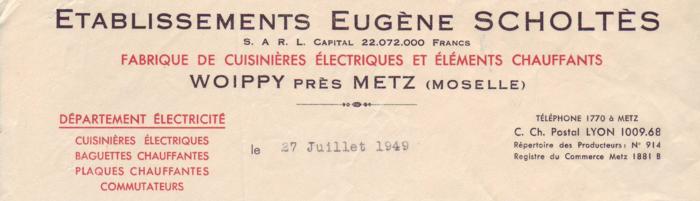 ETABLISSEMENTS EUGÈNE SCHOLTÈS
S. A R. L. CAPITAL 22.072.000 FRANCS
FABRIQUE DE CUISINIÈRES ÉLECTRIQUES ET ÉLÉMENTS CHAUFFANTS
WOIPPY PRÈS METZ (MOSELLE)
DÉPARTEMENT ÉLECTRICITÉ
CUISINIÈRES ÉLECTRIQUES
BAGUETTES CHAUFFANTES
PLAQUES CHAUFFANTES
COMMUTATEURS
le 27 Juillet 1949
TÉLÉPHONE 1770 à METZ
C. Ch. Postal LYON 1009.68
Répertoire des Producteurs: N° 914
Registre du Commerce Metz 1881 B